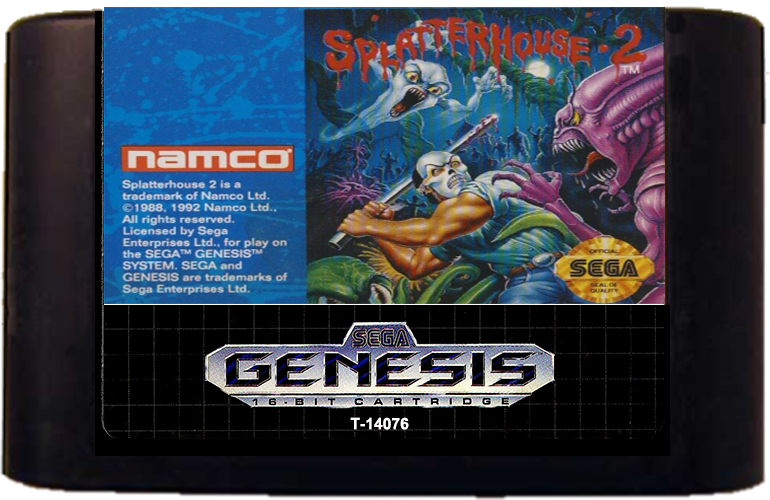 SPLATTERHOUSE·2
TM
namco®
Splatterhouse 2 is a
trademark of Namco Ltd.
©1988, 1992 Namco Ltd.,
All rights reserved.
Licensed by Sega
Enterprises Ltd., for play on
the SEGA™ GENESIS™
SYSTEM. SEGA and
GENESIS are trademarks of
Sega Enterprises Ltd.
OFFICIAL
SEGA
SEAL OF
QUALITY
SEGA
GENESIS
16-BIT CARTRIDGE
T-14076